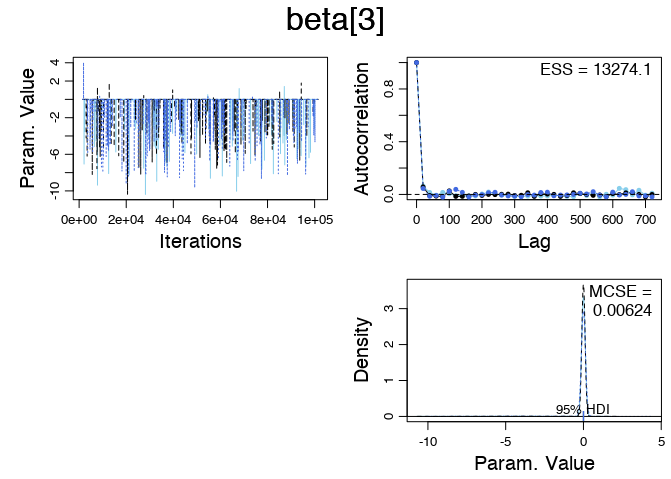 beta[3]
Param. Value
4
2
-2
-6
-10
0e+00 2e+04 4e+04 6e+04 8e+04 1e+05
Iterations
Autocorrelation
0.8
0.4
0.0
ESS = 13274.1
0 100 200 300 400 500 600 700
Lag
Density
3
2
1
0
MCSE =
0.00624
95% HDI
-10 -5 0 5
Param. Value